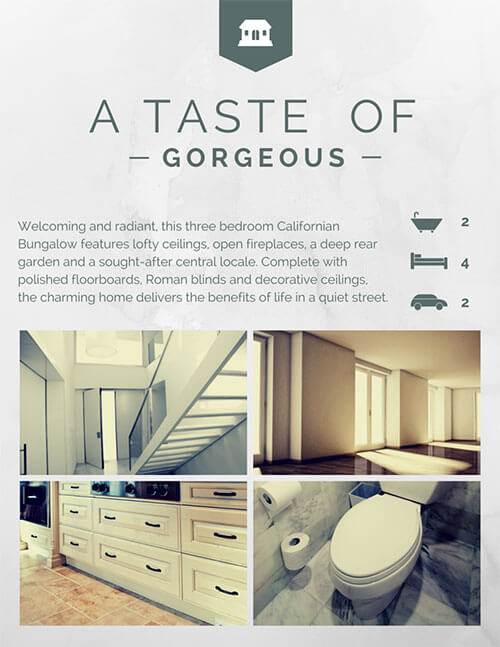 A TASTE OF
— GORGEOUS —
Welcoming and radiant, this three bedroom Californian
Bungalow features lofty ceilings, open fireplaces, a deep rear
garden and a sought-after central locale. Complete with
polished floorboards, Roman blinds and decorative ceilings,
the charming home delivers the benefits of life in a quiet street.
2
4
2